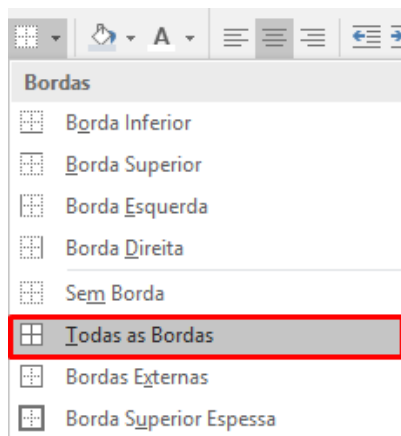 A
Bordas
Borda Inferior
Borda Superior
Borda Esquerda
Borda Direita
Sem Borda
Todas as Bordas
Bordas Externas
Borda Superior Espessa